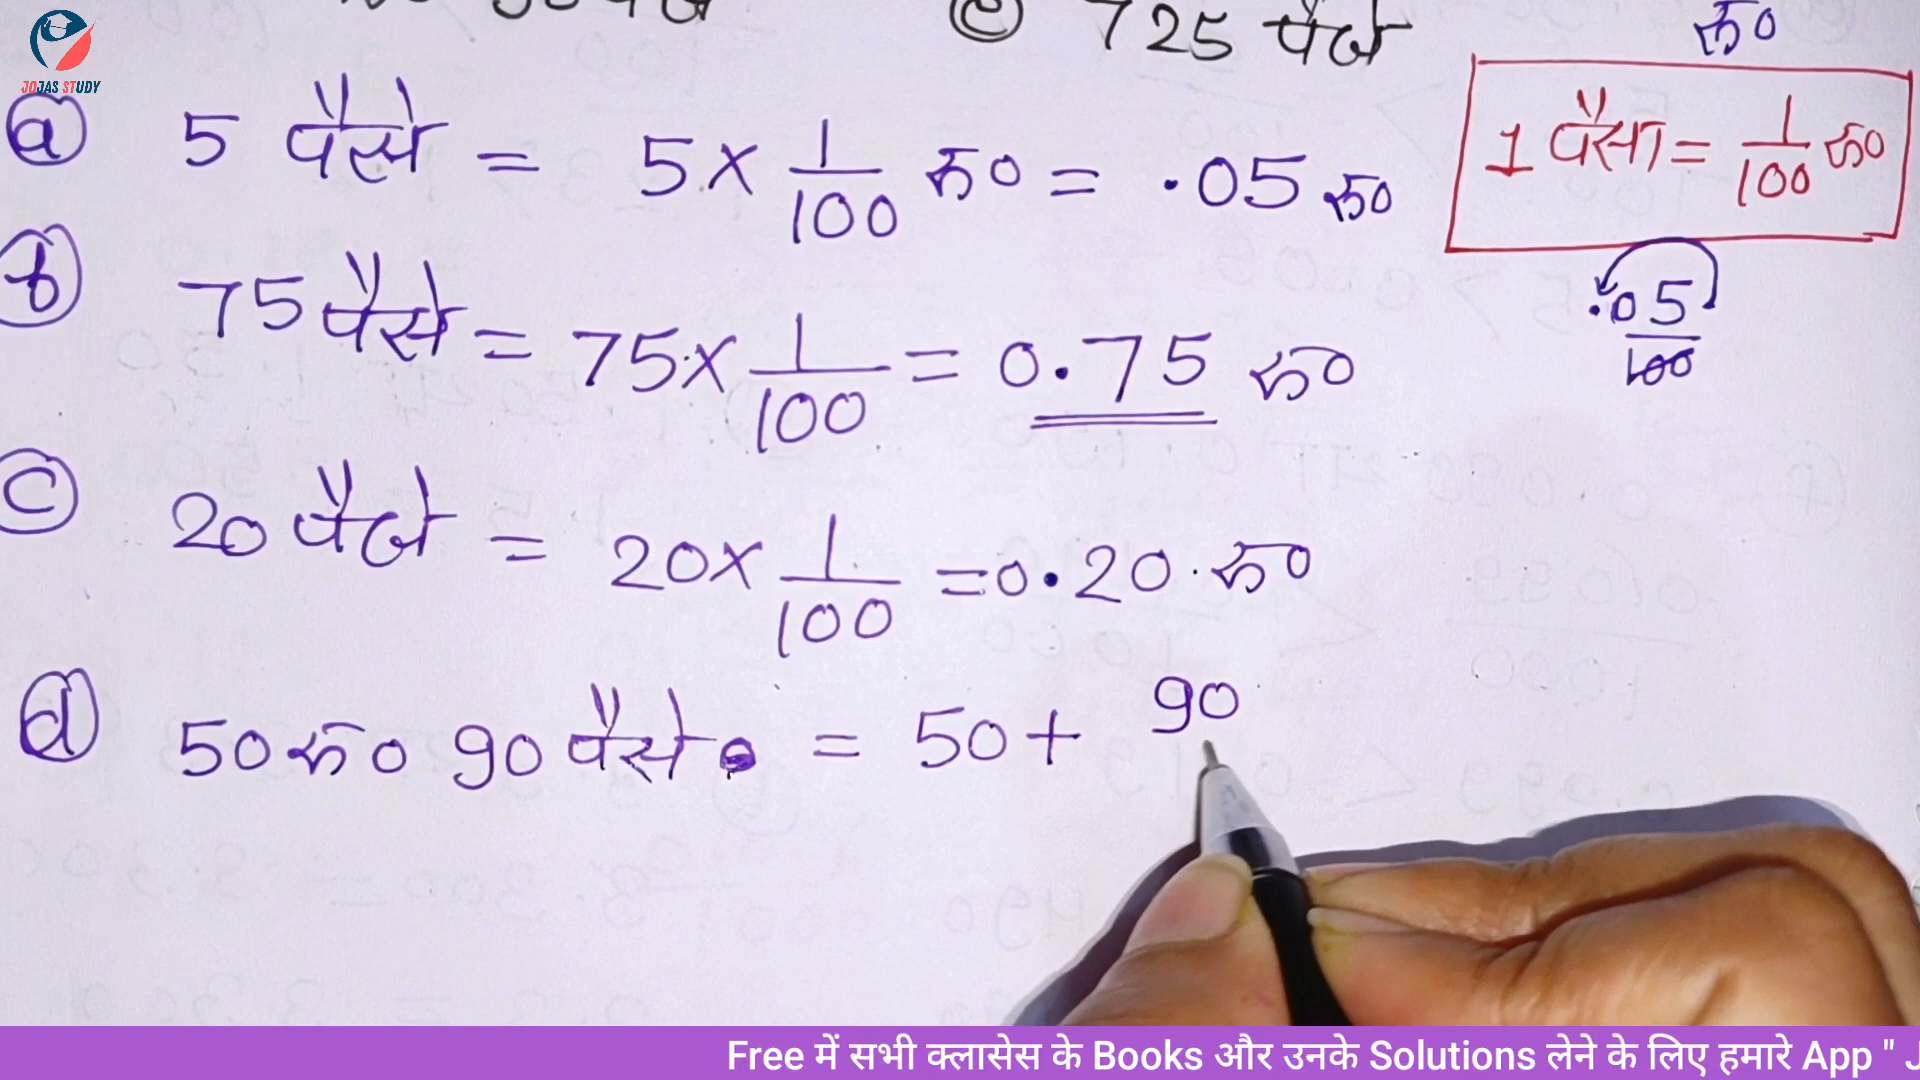 JOJAS STUDY
(e) 725 पैसे
रु०
(a) 5 पैसे = 5 × 1/100 रु० = .05 रु०
1 पैसा = 1/100 रु०
.05/100
(b) 75 पैसे = 75 × 1/100 = 0.75 रु०
(c) 20 पैसे = 20 × 1/100 = 0.20 रु०
(d) 50 रु० 90 पैसे = 50 + 90
Free में सभी क्लासेस के Books और उनके Solutions लेने के लिए हमारे App " J